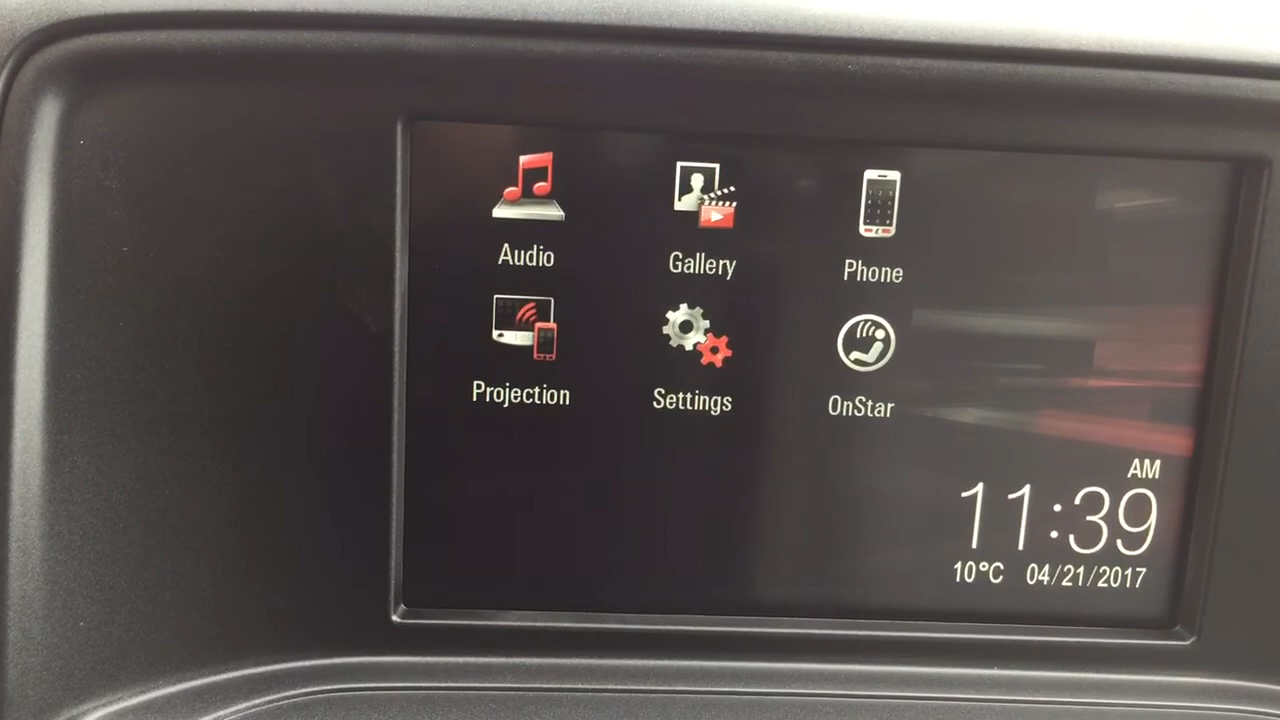 Audio
Gallery
Phone
Projection
Settings
OnStar
AM
11:39
10°C 04/21/2017